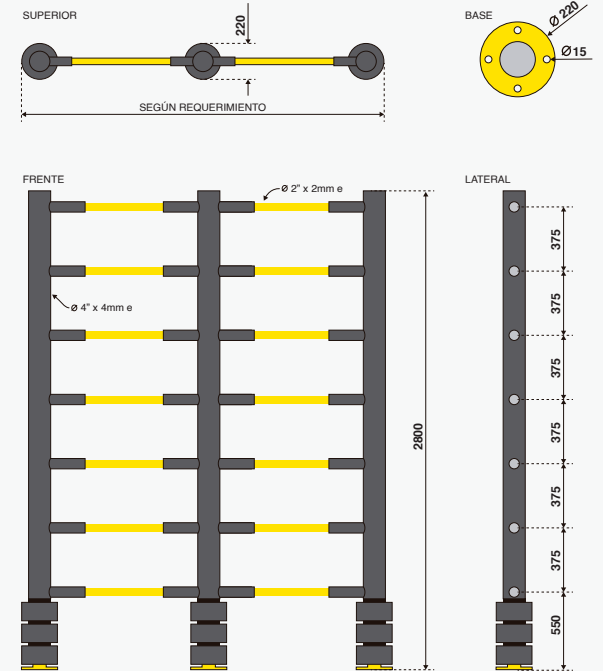 SUPERIOR
220
SEGÚN REQUERIMIENTO
BASE
Ø 220
Ø15
FRENTE
Ø 2" x 2mm e
Ø 4" x 4mm e
2800
LATERAL
375
375
375
375
375
375
550